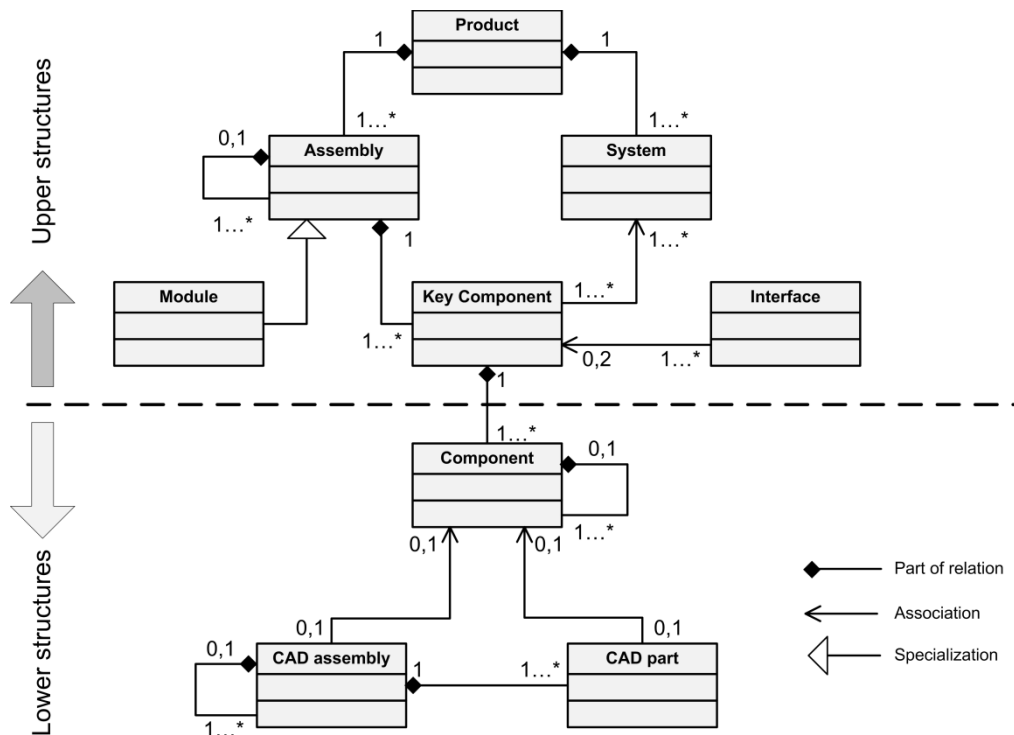 Product
1
1
1...*
1...*
0,1
Assembly
System
1...*
1
1...*
Upper structures
Module
Key Component
Interface
1...*
1...*
0,2
1...*
1
1...*
Component
0,1
1...*
0,1
0,1
Part of relation
Association
Specialization
0,1
0,1
0,1
CAD assembly
CAD part
1
1...*
1...*
Lower structures